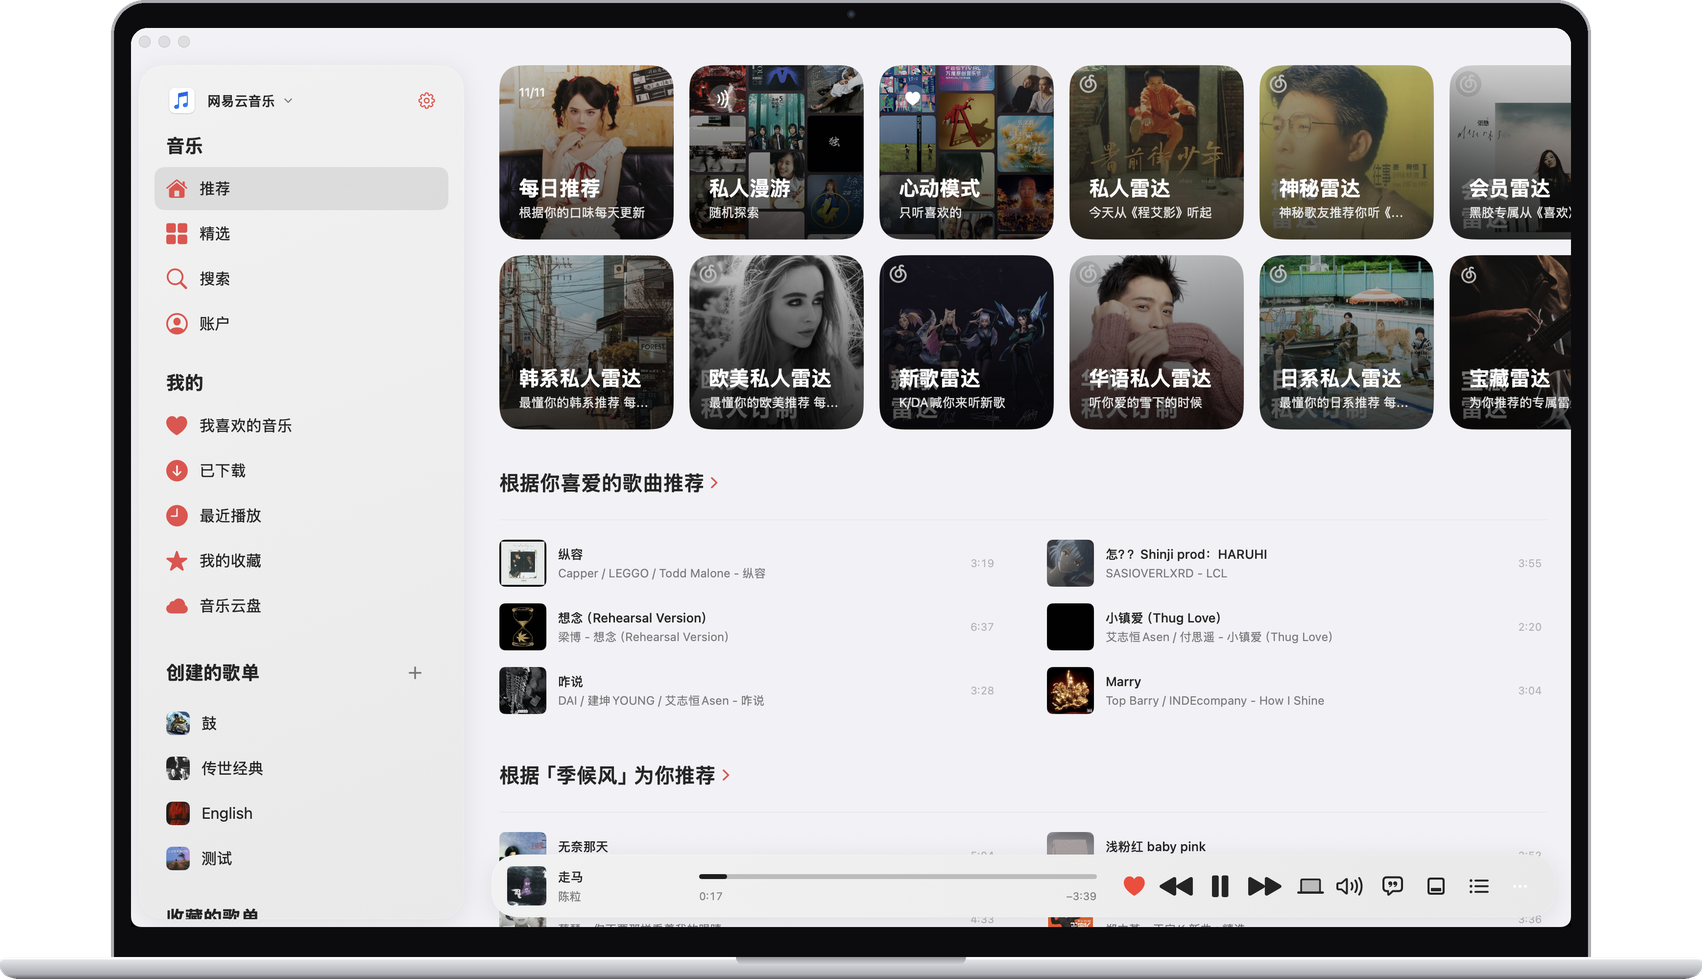 网易云音乐
音乐
推荐
精选
搜索
账户
我的
我喜欢的音乐
已下载
最近播放
我的收藏
音乐云盘
创建的歌单
鼓
传世经典
English
测试
收藏的歌单
11/11
每日推荐
根据你的口味每天更新
私人漫游
随机探索
心动模式
只听喜欢的
私人雷达
今天从《程艾影》听起
神秘雷达
神秘歌友推荐你听《...
会员雷达
黑胶专属从《喜欢》
韩系私人雷达
最懂你的韩系推荐 每...
欧美私人雷达
最懂你的欧美推荐 每...
新歌雷达
K/DA喊你来听新歌
华语私人雷达
听你爱的雪下的时候
日系私人雷达
最懂你的日系推荐 每...
宝藏雷达
为你推荐的专属雷
根据你喜爱的歌曲推荐
纵容
Capper / LEGGO / Todd Malone - 纵容
3:19
怎?？Shinji prod：HARUHI
SASIOVERLXRD - LCL
3:55
想念 (Rehearsal Version)
梁博 - 想念 (Rehearsal Version)
6:37
小镇爱 (Thug Love)
艾志恒Asen / 付思遥 - 小镇爱 (Thug Love)
2:20
咋说
DAI / 建坤YOUNG / 艾志恒Asen - 咋说
3:28
Marry
Top Barry / INDEcompany - How I Shine
3:04
根据「季候风」为你推荐
无奈那天
浅粉红 baby pink
走马
陈粒
0:17
-3:39
4:33
3:36